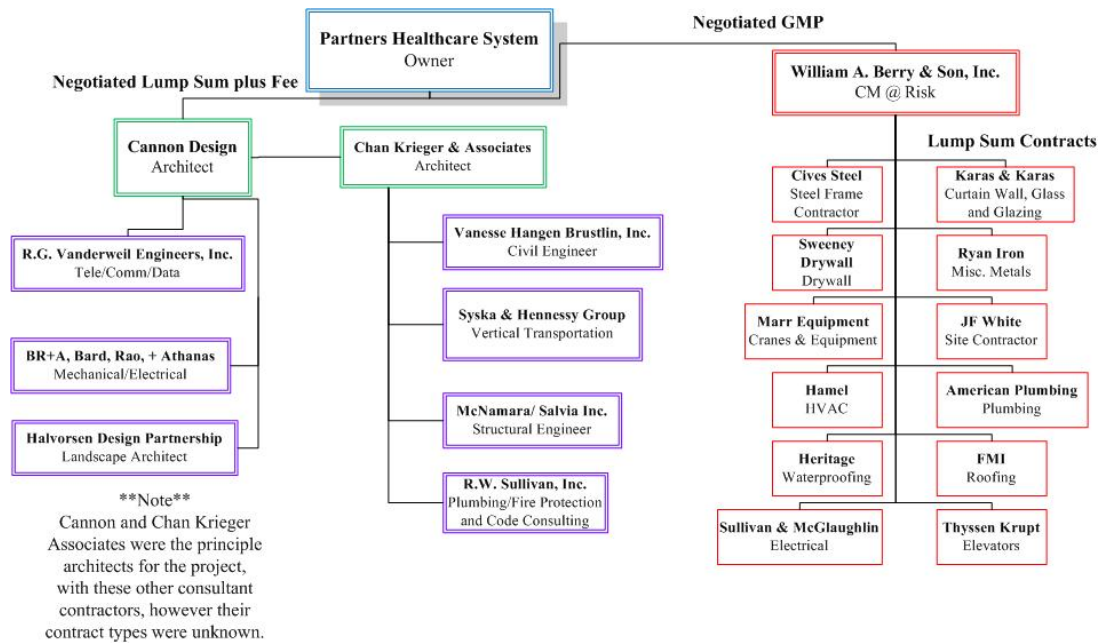 Negotiated GMP
Partners Healthcare System
Owner
Negotiated Lump Sum plus Fee
William A. Berry & Son, Inc.
CM @ Risk
Cannon Design
Architect
Chan Krieger & Associates
Architect
Lump Sum Contracts
R.G. Vanderweil Engineers, Inc.
Tele/Comm/Data
BR+A, Bard, Rao, + Athanas
Mechanical/Electrical
Halvorsen Design Partnership
Landscape Architect
Vanesse Hangen Brustlin, Inc.
Civil Engineer
Syska & Hennessy Group
Vertical Transportation
McNamara/ Salvia Inc.
Structural Engineer
R.W. Sullivan, Inc.
Plumbing/Fire Protection
and Code Consulting
Cives Steel
Steel Frame
Contractor
Karas & Karas
Curtain Wall, Glass
and Glazing
Sweeney
Drywall
Drywall
Ryan Iron
Misc. Metals
Marr Equipment
Cranes & Equipment
JF White
Site Contractor
Hamel
HVAC
American Plumbing
Plumbing
Heritage
Waterproofing
FMI
Roofing
Sullivan & McGlaughlin
Electrical
Thyssen Krupt
Elevators
**Note**
Cannon and Chan Krieger
Associates were the principle
architects for the project,
with these other consultant
contractors, however their
contract types were unknown.